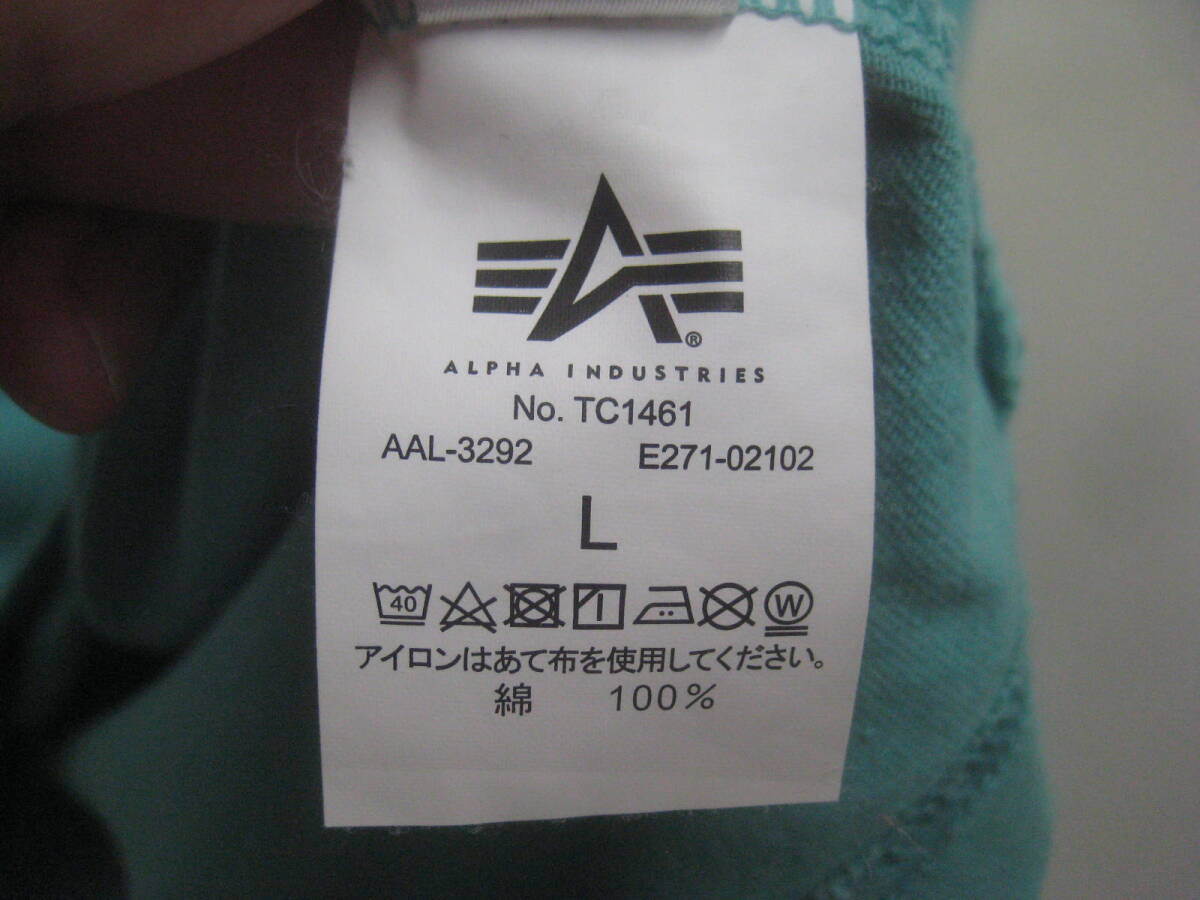 ®
ALPHA INDUSTRIES
No. TC1461
AAL-3292 E271-02102
L
40 W
アイロンはあて布を使用してください。
綿 100%